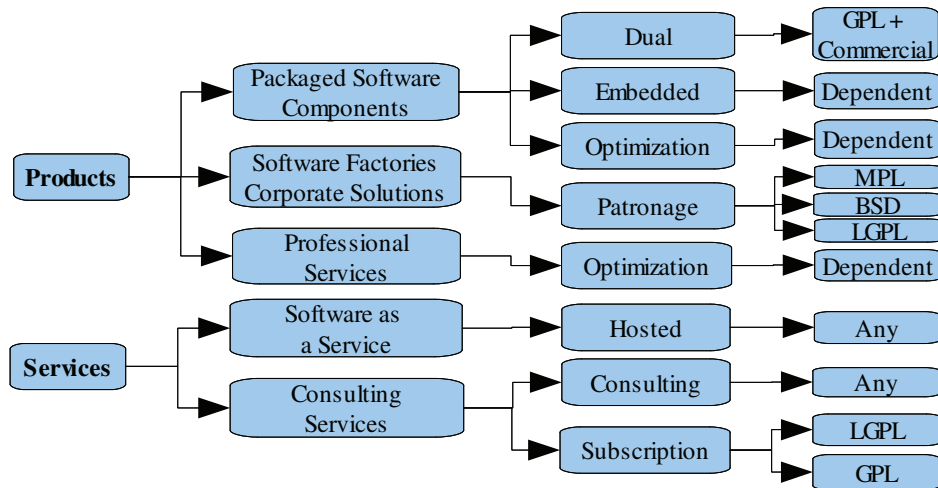 Products
Packaged Software
Components
Dual
GPL +
Commercial
Embedded
Dependent
Optimization
Dependent
Software Factories
Corporate Solutions
Patronage
MPL
BSD
LGPL
Professional
Services
Optimization
Dependent
Services
Software as
a Service
Hosted
Any
Consulting
Services
Consulting
Any
Subscription
LGPL
GPL